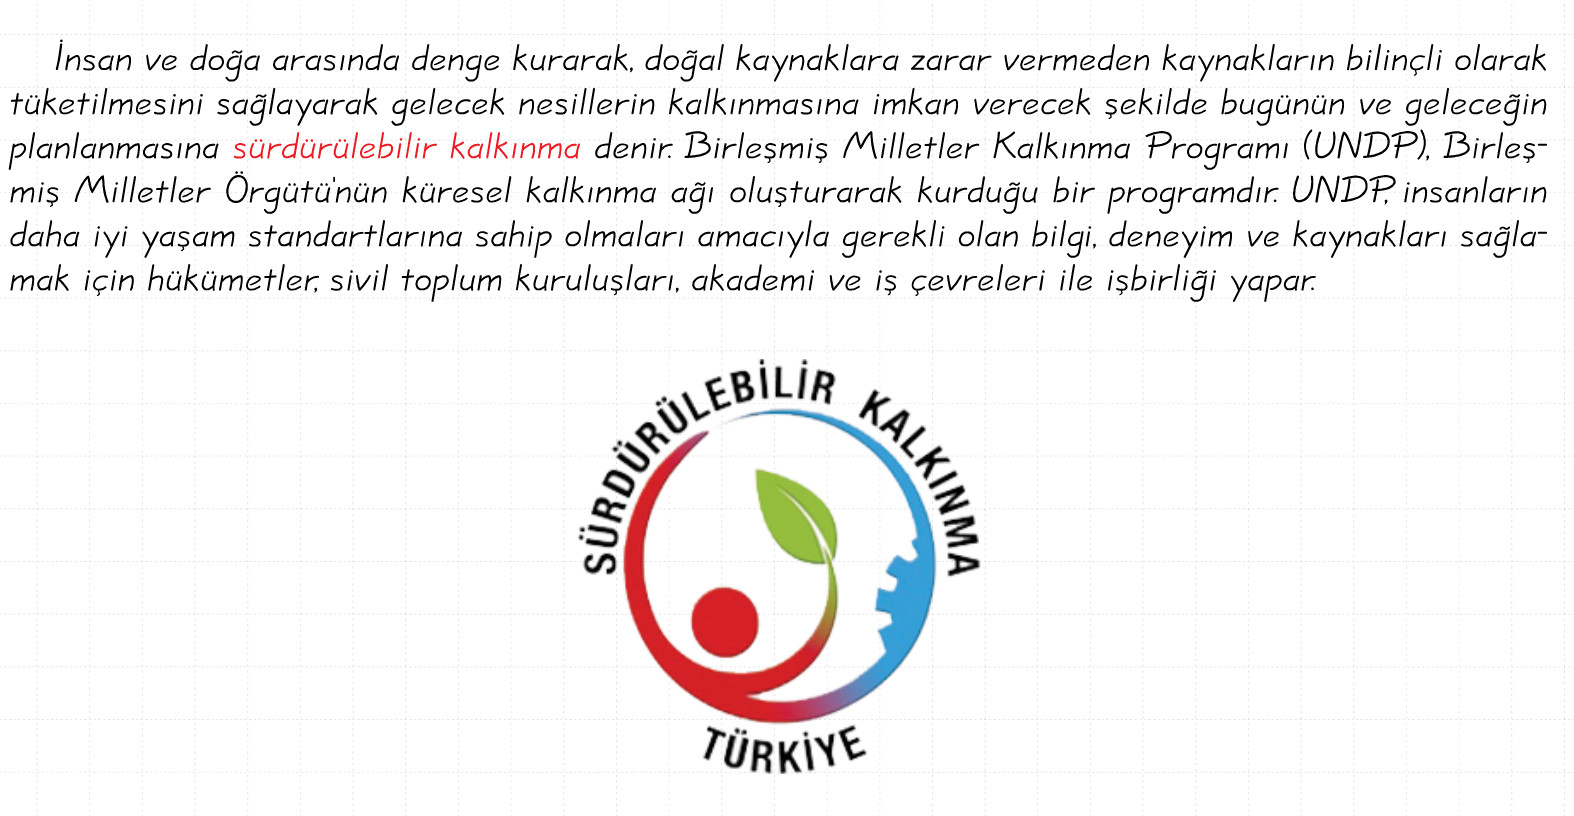 İnsan ve doğa arasında denge kurarak, doğal kaynaklara zarar vermeden kaynakların bilinçli olarak
tüketilmesini sağlayarak gelecek nesillerin kalkınmasına imkan verecek şekilde bugünün ve geleceğin
planlanmasına sürdürülebilir kalkınma denir. Birleşmiş Milletler Kalkınma Programı (UNDP), Birleş-
miş Milletler Örgütü'nün küresel kalkınma ağı oluşturarak kurduğu bir programdır. UNDP, insanların
daha iyi yaşam standartlarına sahip olmaları amacıyla gerekli olan bilgi, deneyim ve kaynakları sağla-
mak için hükümetler, sivil toplum kuruluşları, akademi ve iş çevreleri ile işbirliği yapar.
SÜRDÜRÜLEBİLİR KALKINMA
TÜRKİYE